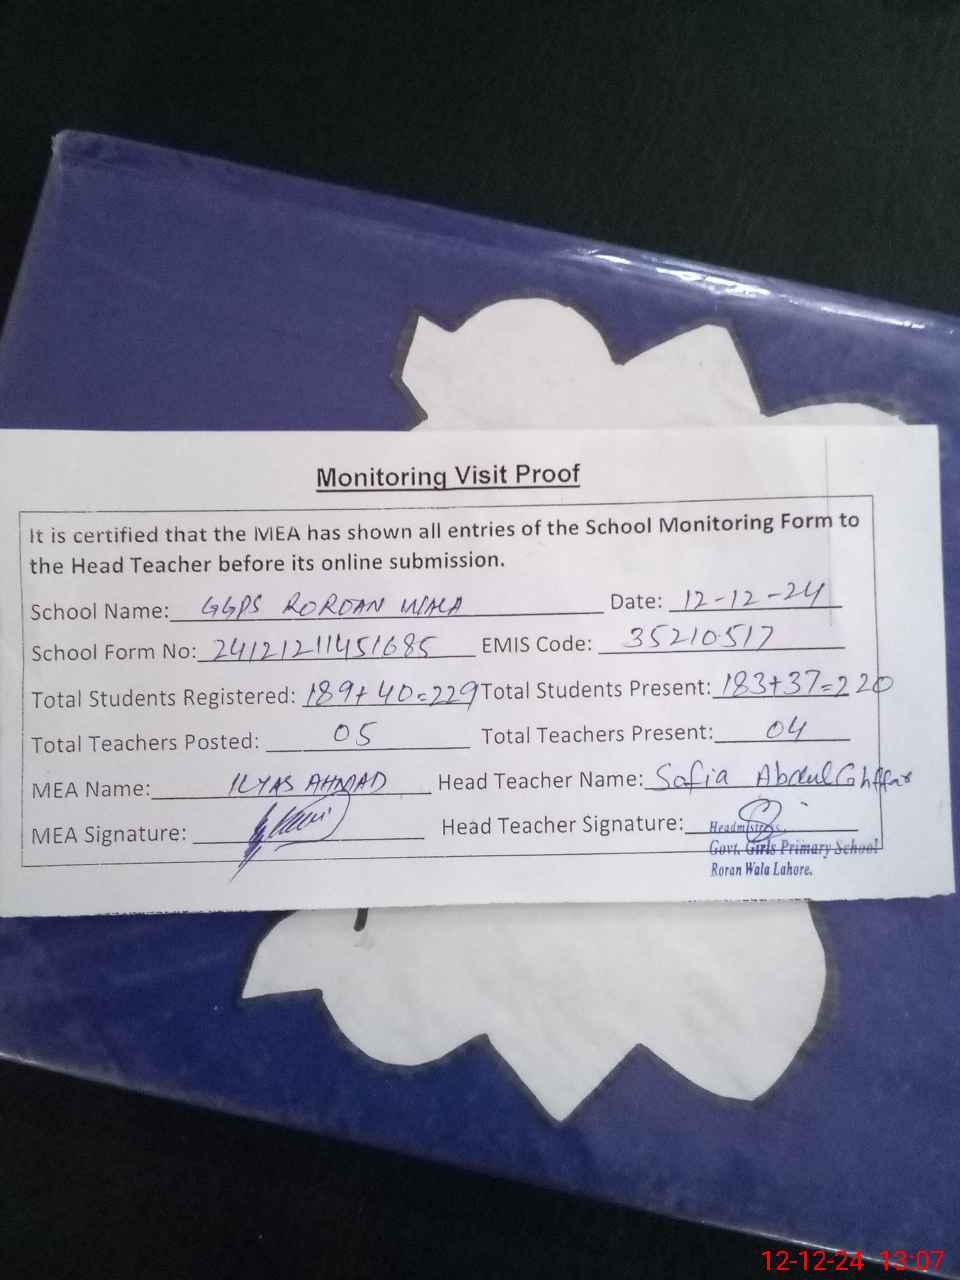 Monitoring Visit Proof
It is certified that the MEA has shown all entries of the School Monitoring Form to
the Head Teacher before its online submission.
School Name: GGPS ROROAN WALA Date: 12-12-24
School Form No: 24121211451685 EMIS Code: 35210517
Total Students Registered: 189+40=229 Total Students Present: 183+37=220
Total Teachers Posted: 05 Total Teachers Present: 04
MEA Name: ILYAS AHMAD Head Teacher Name: Safia Abdul Ghffar
MEA Signature: Head Teacher Signature:
Headmistress
Govt. Girls Primary School
Roran Wala Lahore.
12-12-24 13:07